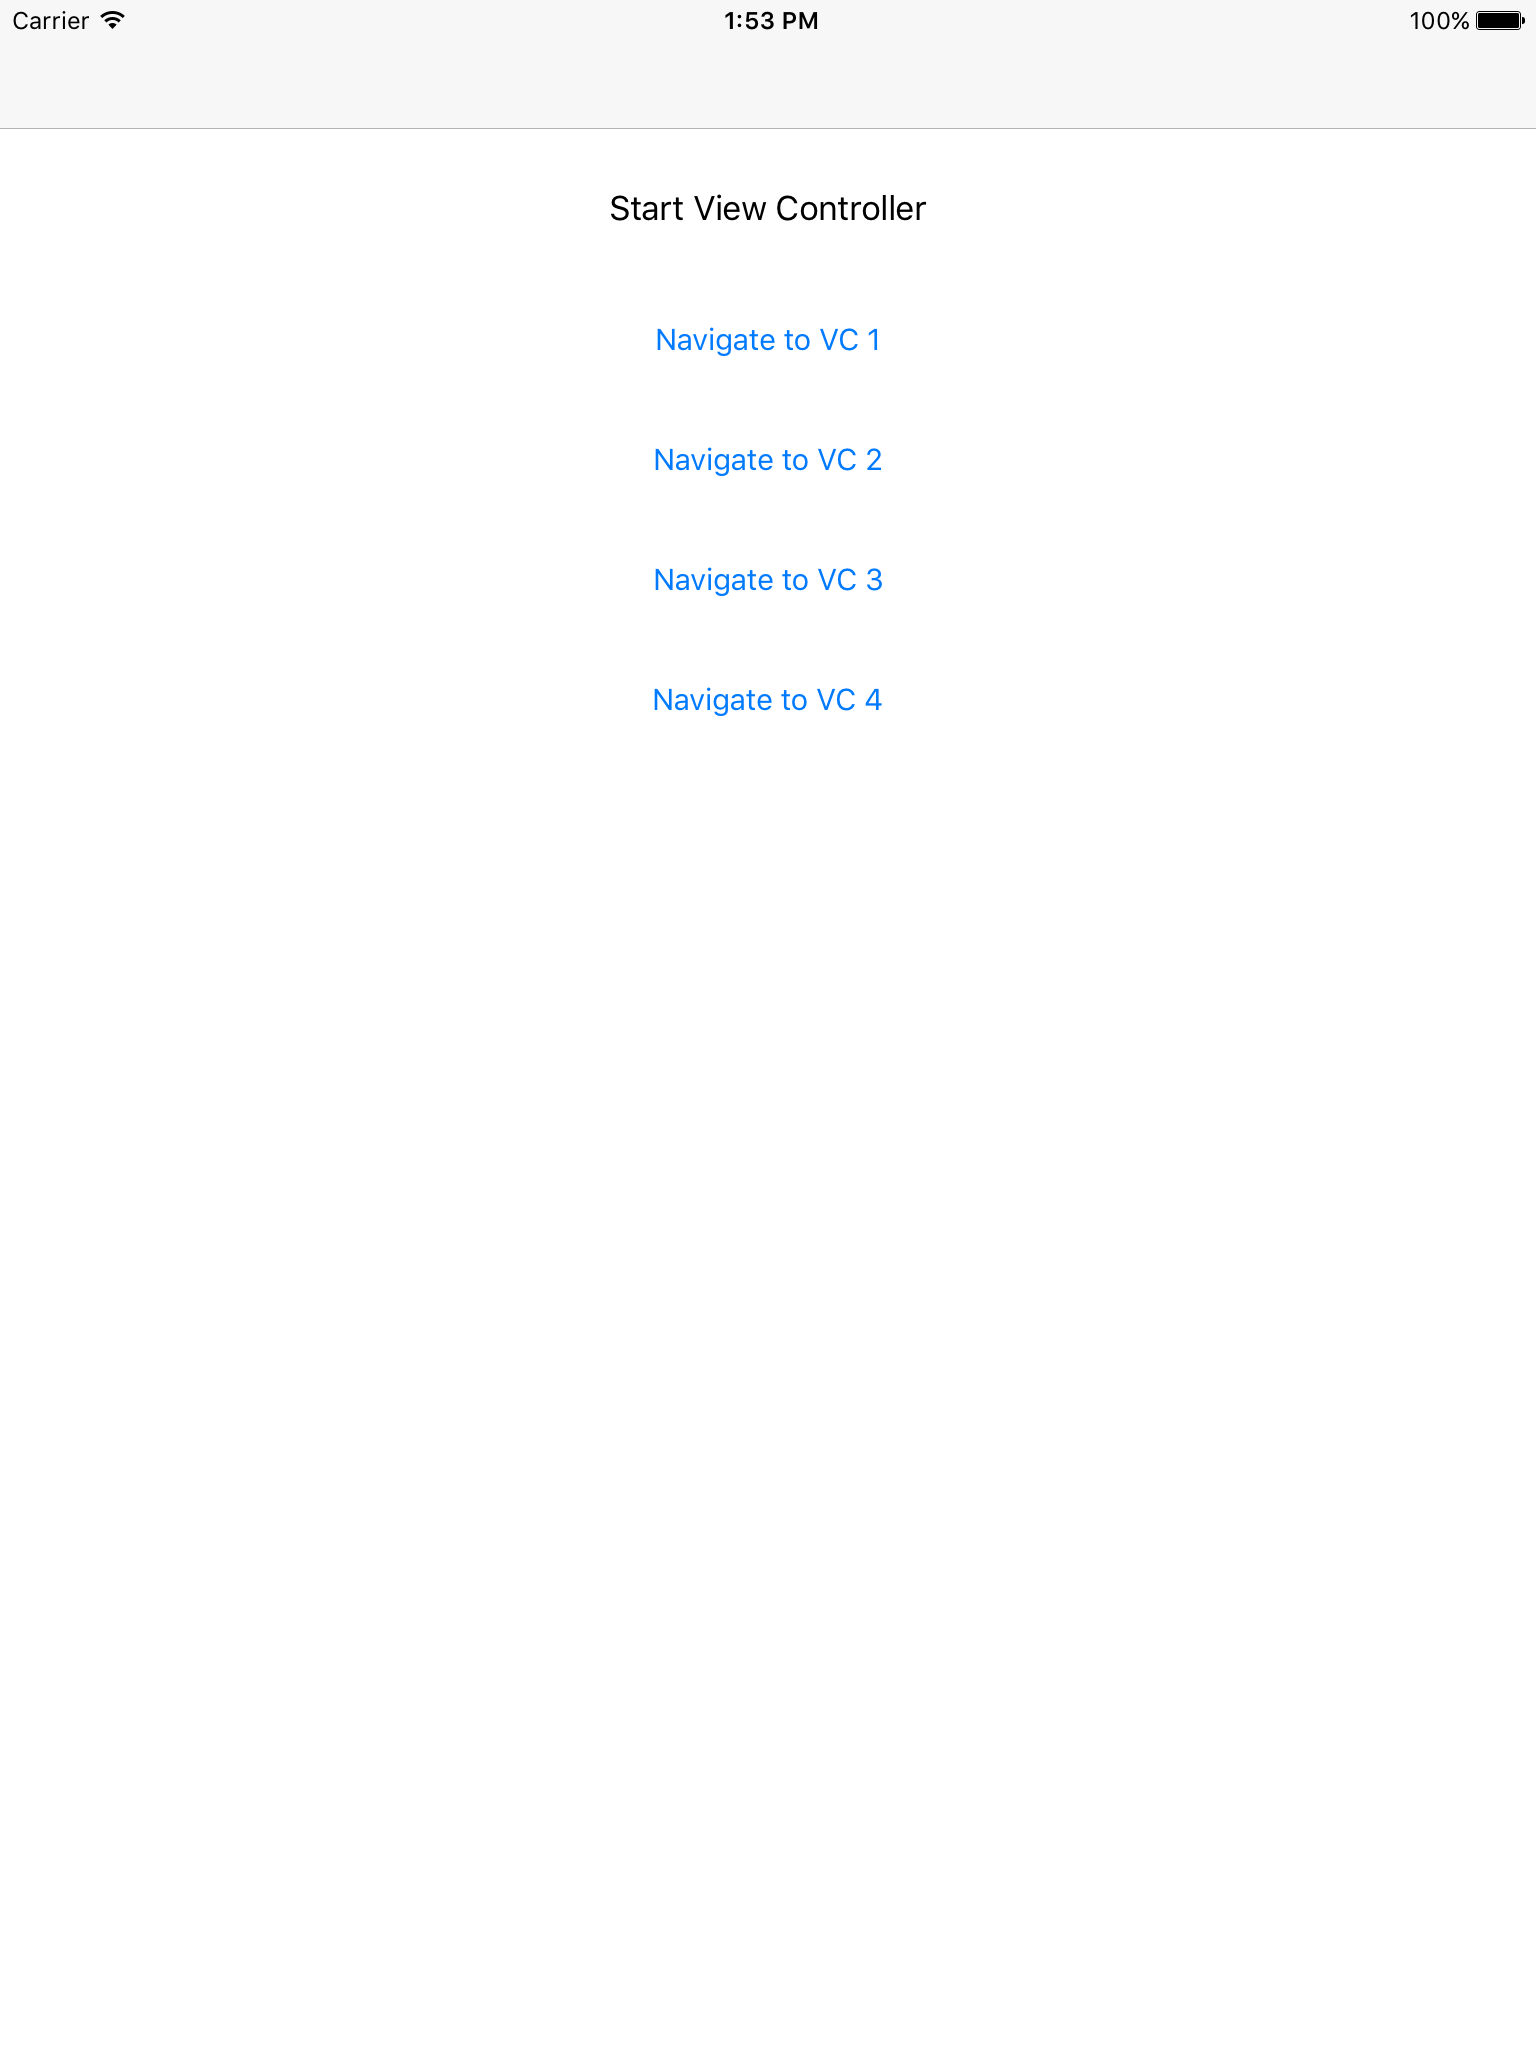 Carrier 1:53 PM 100%
Start View Controller
Navigate to VC 1
Navigate to VC 2
Navigate to VC 3
Navigate to VC 4